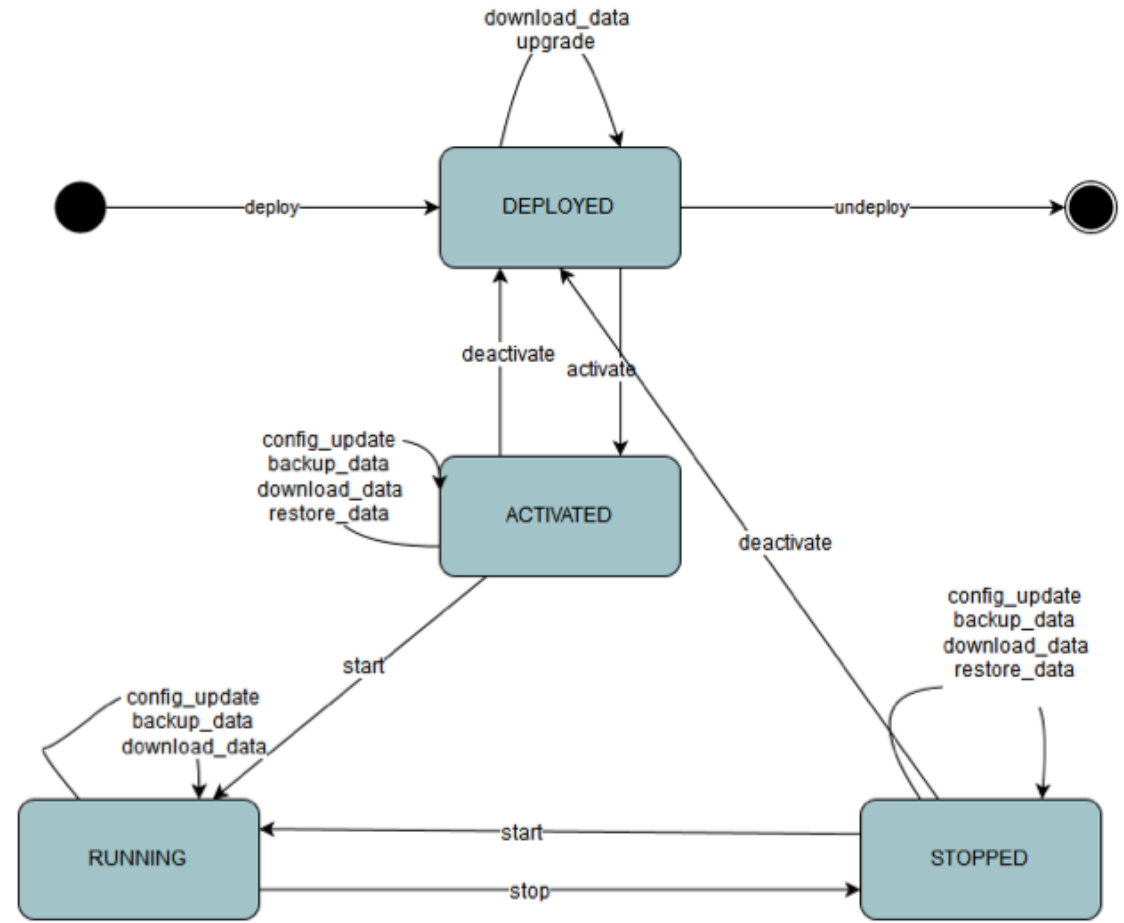 download_data
upgrade
deploy
DEPLOYED
undeploy
deactivate
activate
config_update
backup_data
download_data
restore_data
ACTIVATED
deactivate
config_update
backup_data
download_data
restore_data
start
config_update
backup_data
download_data
start
RUNNING
STOPPED
stop